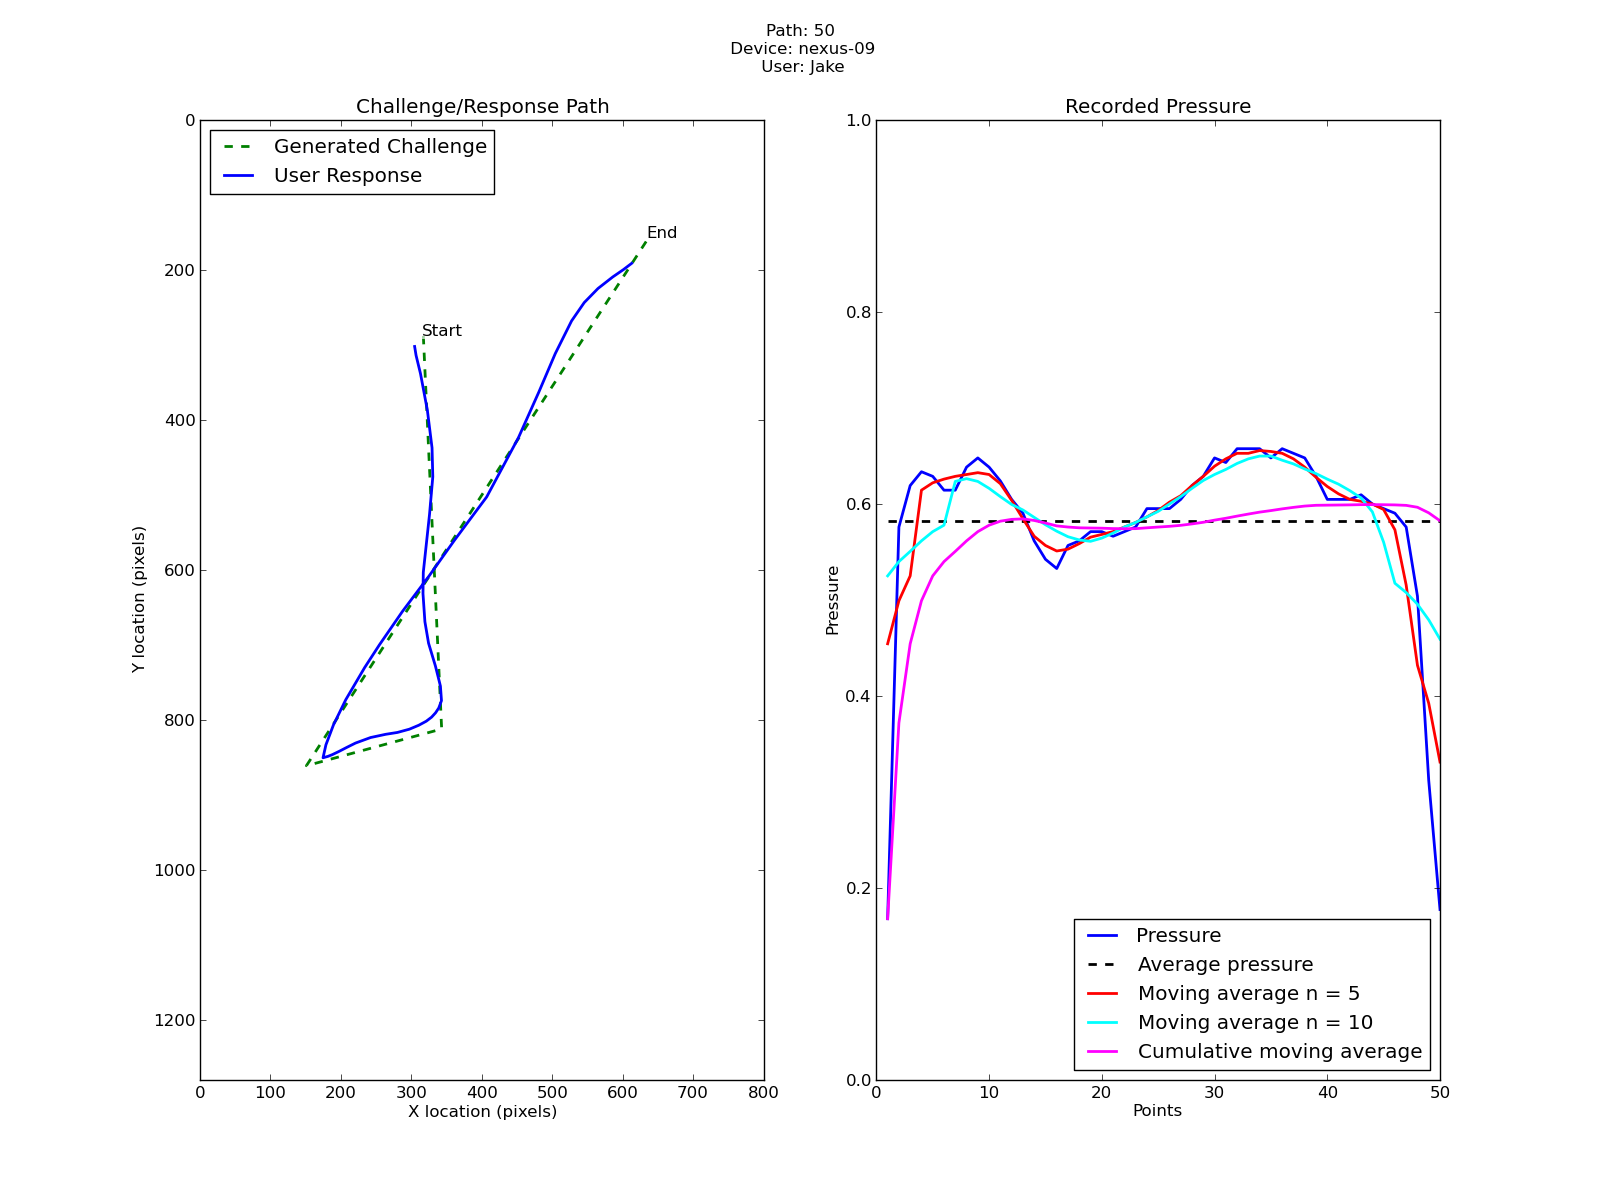 Path: 50
Device: nexus-09
User: Jake
Challenge/Response Path
Generated Challenge
User Response
End
Start
0
200
400
600
800
1000
1200
Y location (pixels)
0 100 200 300 400 500 600 700 800
X location (pixels)
Recorded Pressure
1.0
0.8
0.6
0.4
0.2
0.0
Pressure
Pressure
Average pressure
Moving average n = 5
Moving average n = 10
Cumulative moving average
0 10 20 30 40 50
Points